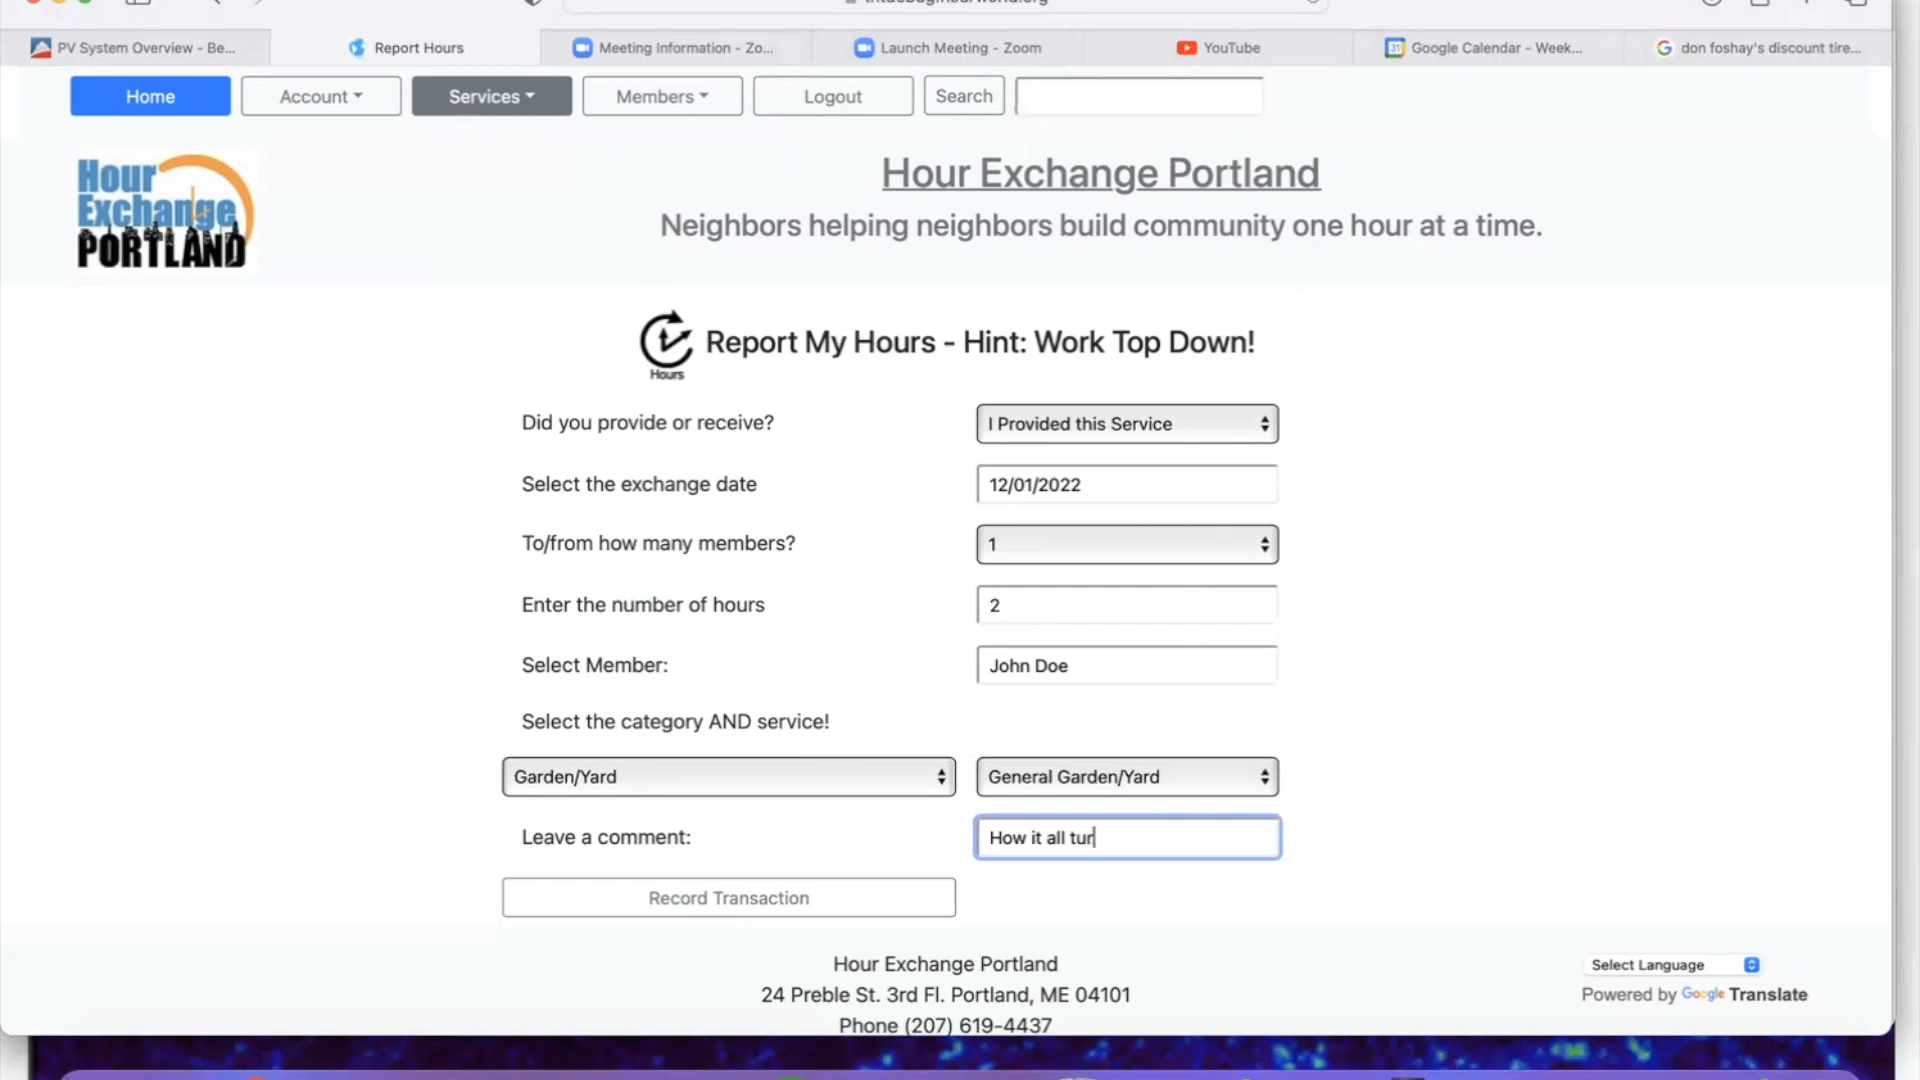 PV System Overview - Be...
Report Hours
Meeting Information - Zo...
Launch Meeting - Zoom
YouTube
Google Calendar - Week...
don foshay's discount tire...
Home
Account
Services
Members
Logout
Search
Hour
Exchange
PORTLAND
Hour Exchange Portland
Neighbors helping neighbors build community one hour at a time.
Hours
Report My Hours - Hint: Work Top Down!
Did you provide or receive? I Provided this Service
Select the exchange date 12/01/2022
To/from how many members? 1
Enter the number of hours 2
Select Member: John Doe
Select the category AND service!
Garden/Yard General Garden/Yard
Leave a comment: How it all tur
Record Transaction
Hour Exchange Portland
24 Preble St. 3rd Fl. Portland, ME 04101
Phone (207) 619-4437
Select Language
Powered by Google Translate